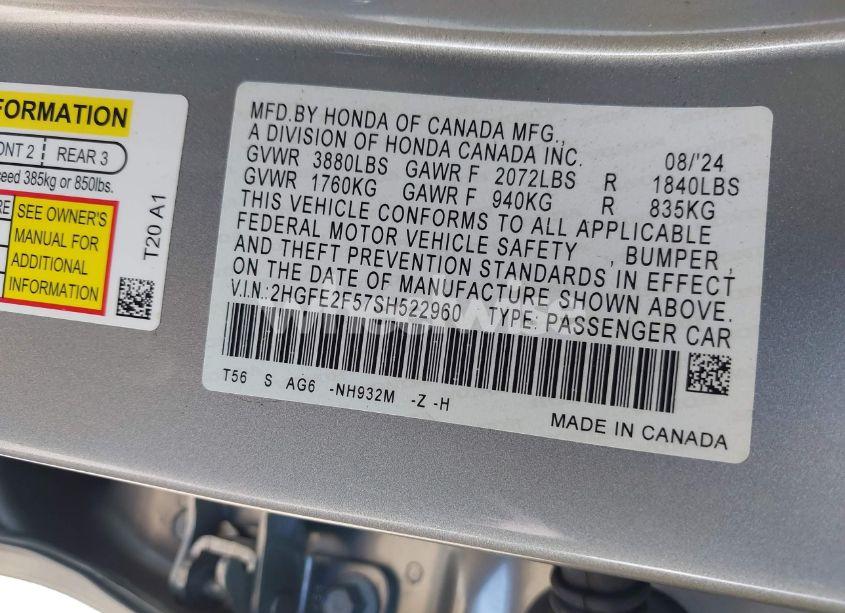 FORMATION
ONT 2 REAR 3
ceed 385kg or 850lbs.
RE
SEE OWNER'S
MANUAL FOR
ADDITIONAL
INFORMATION
T20 A1
MFD.BY HONDA OF CANADA MFG.,
A DIVISION OF HONDA CANADA INC. 08/'24
GVWR 3880LBS GAWR F 2072LBS R 1840LBS
GVWR 1760KG GAWR F 940KG R 835KG
THIS VEHICLE CONFORMS TO ALL APPLICABLE
FEDERAL MOTOR VEHICLE SAFETY , BUMPER,
AND THEFT PREVENTION STANDARDS IN EFFECT
ON THE DATE OF MANUFACTURE SHOWN ABOVE.
V.I.N.:2HGFE2F57SH522960 TYPE: PASSENGER CAR
T56 S AG6 -NH932M -Z -H
MADE IN CANADA